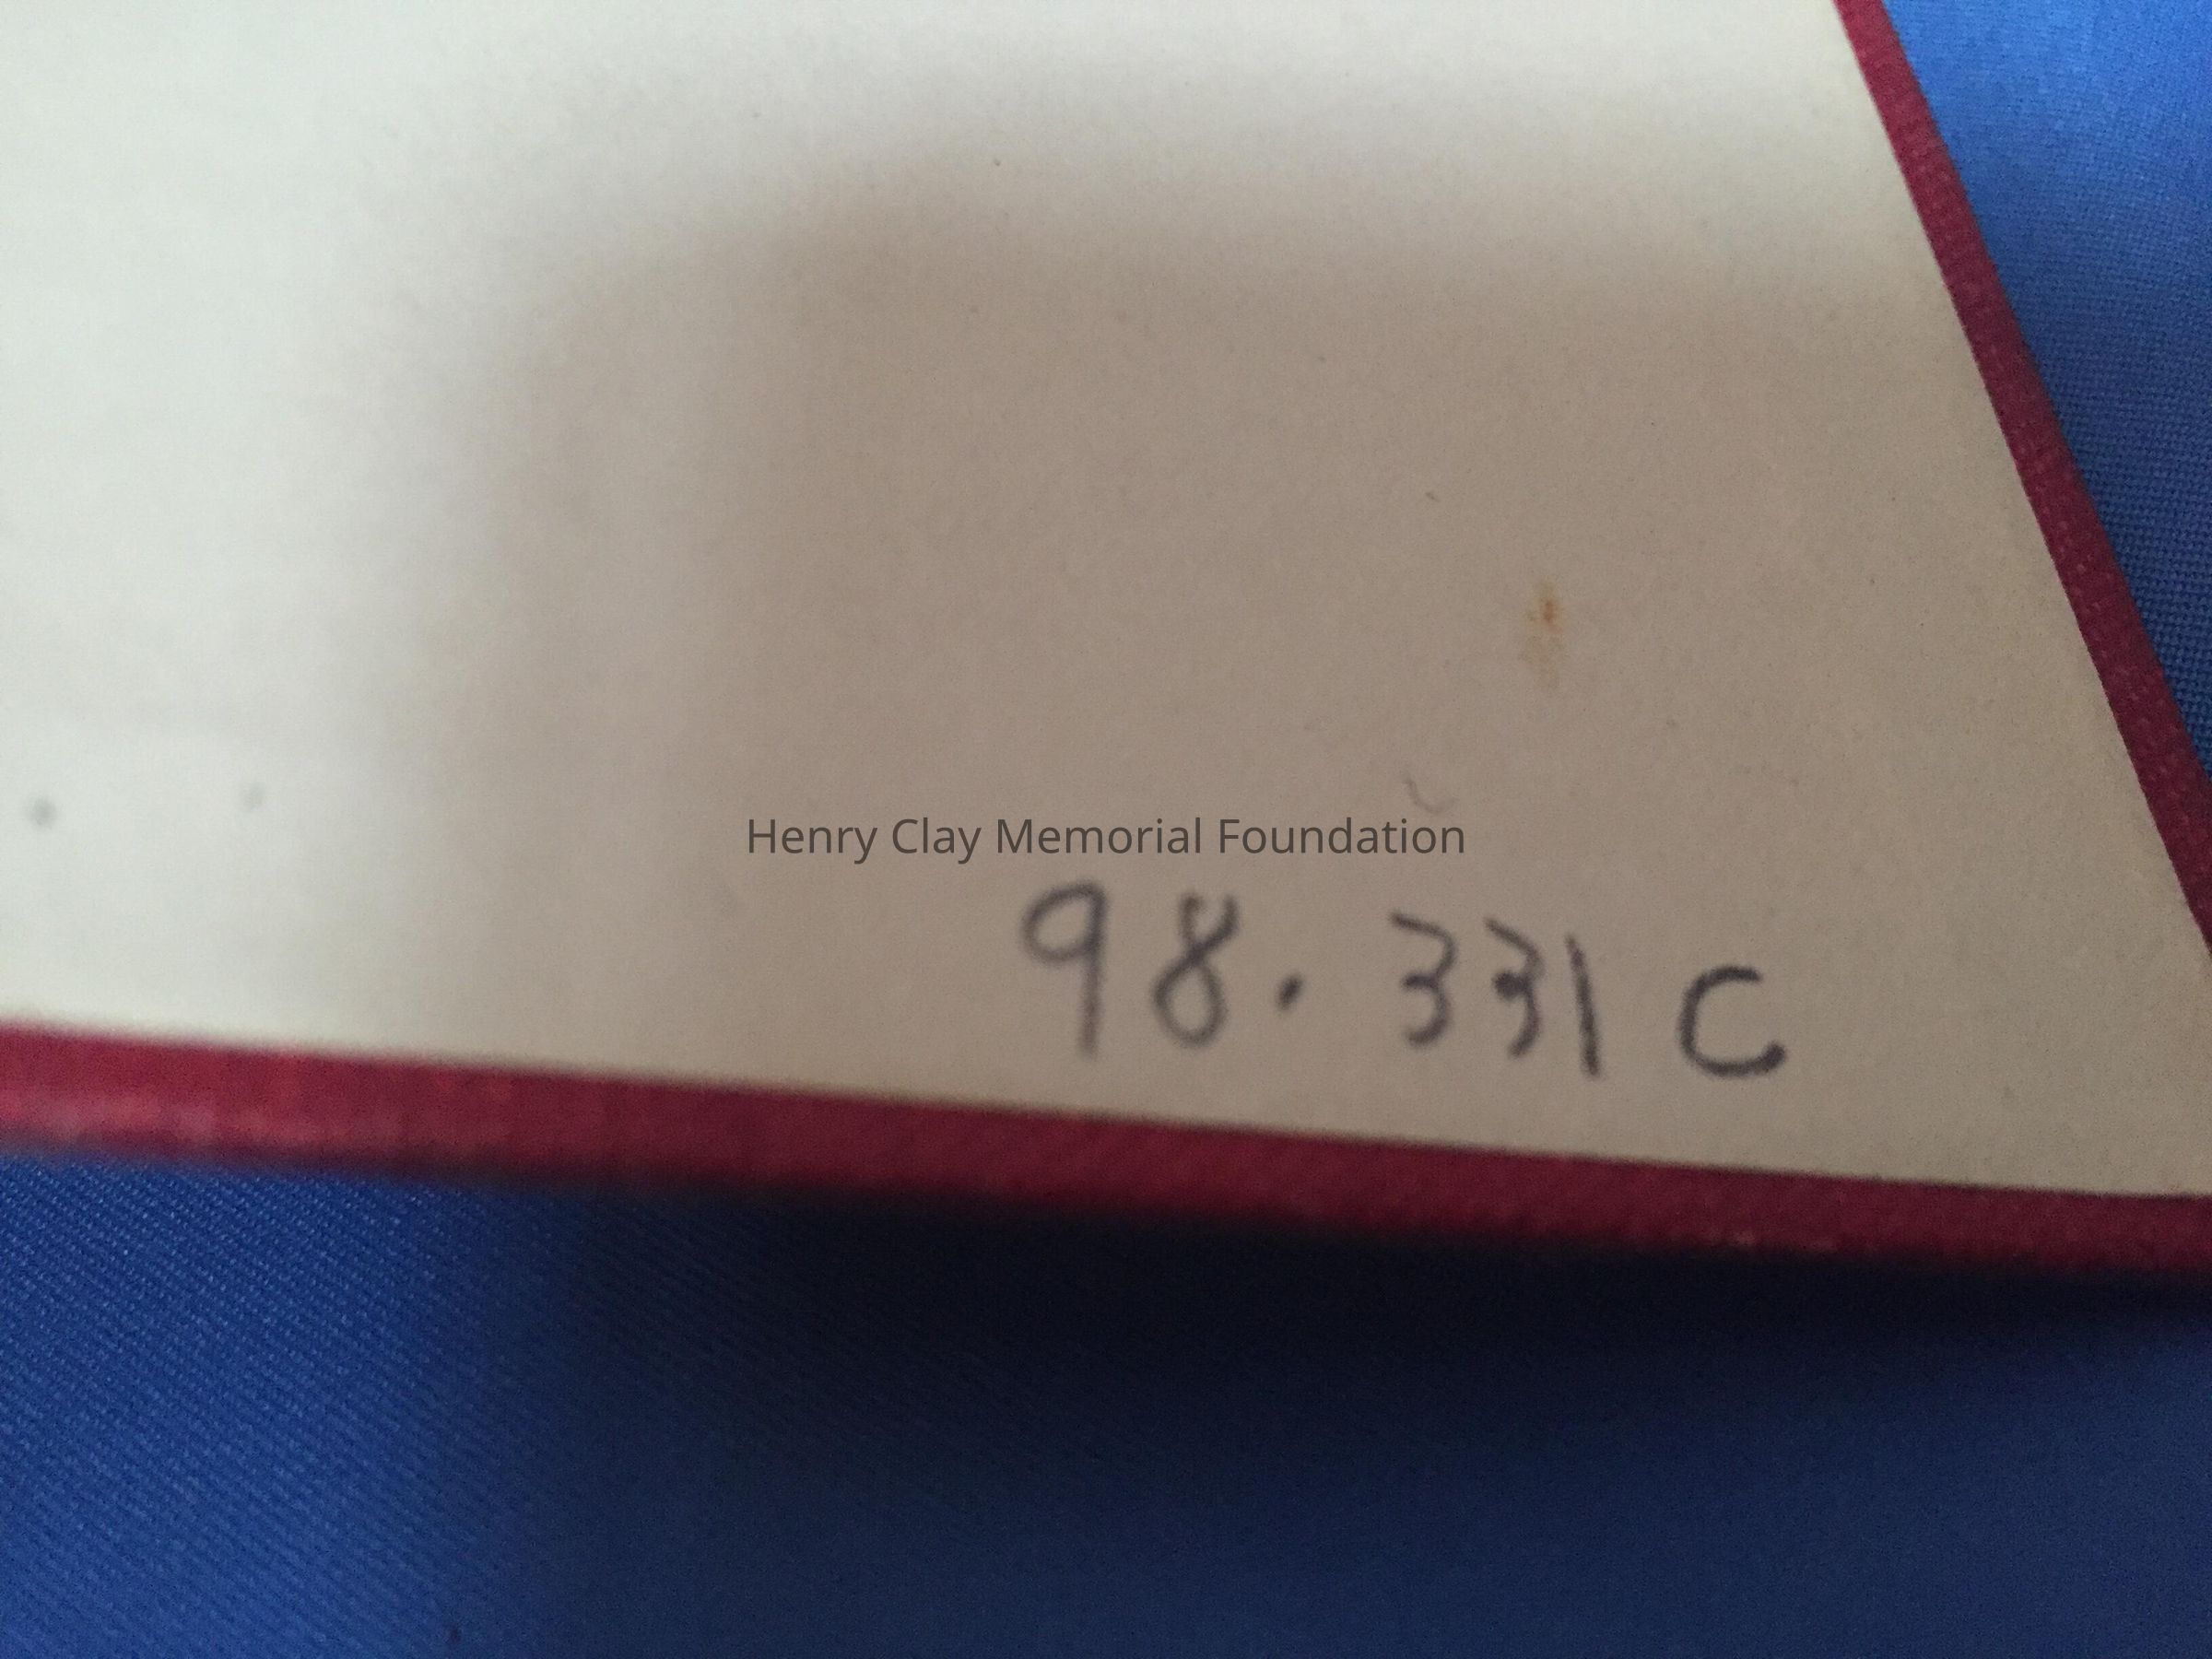 Henry Clay Memorial Foundation
98. 331 C